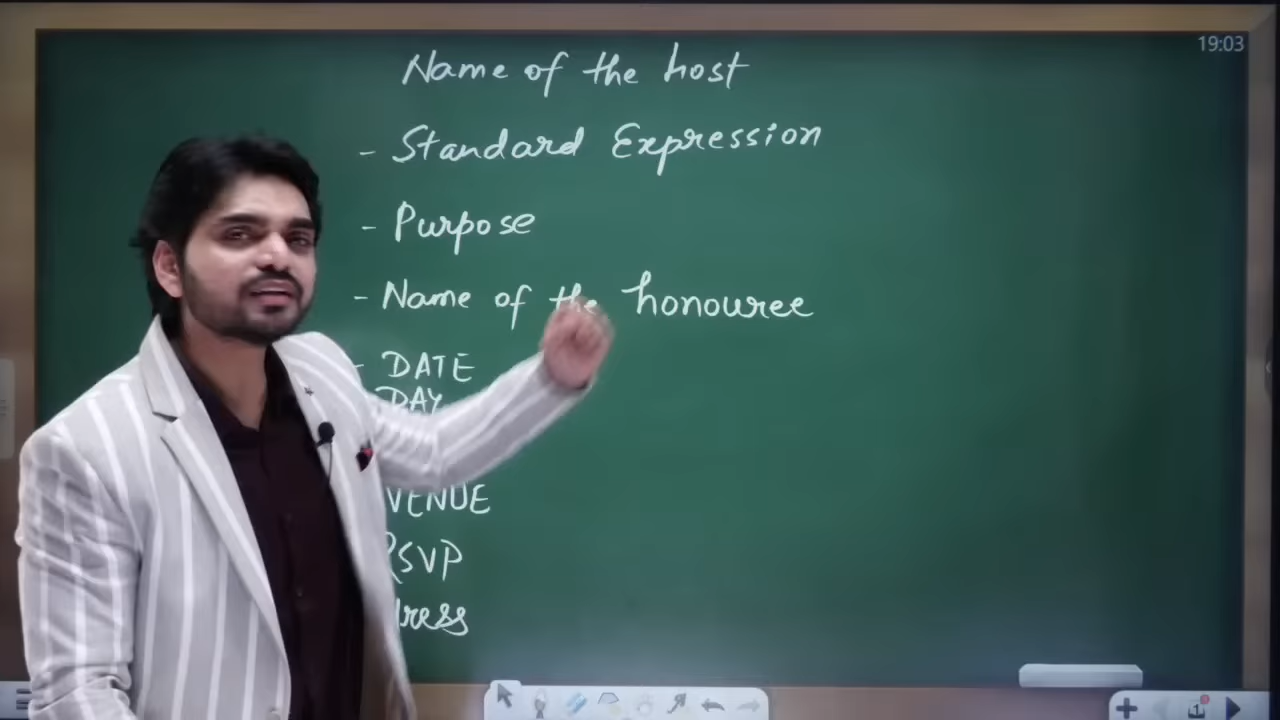 19:03
Name of the host
- Standard Expression
- Purpose
- Name of the honouree
- DATE
DAY
VENUE
RSVP